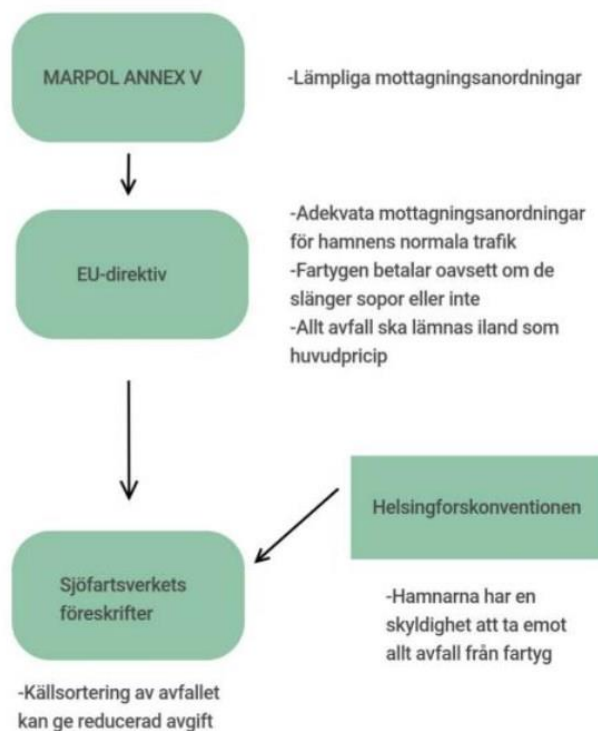 MARPOL ANNEX V
-Lämpliga mottagningsanordningar
EU-direktiv
-Adekvata mottagningsanordningar
för hamnens normala trafik
-Fartygen betalar oavsett om de
slänger sopor eller inte
-Allt avfall ska lämnas iland som
huvudpricip
Helsingforskonventionen
-Hamnarna har en
skyldighet att ta emot
allt avfall från fartyg
Sjöfartsverkets
föreskrifter
-Källsortering av avfallet
kan ge reducerad avgift